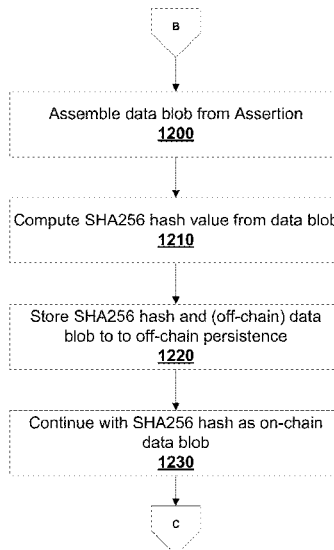 B
Assemble data blob from Assertion
1200
Compute SHA256 hash value from data blob
1210
Store SHA256 hash and (off-chain) data
blob to to off-chain persistence
1220
Continue with SHA256 hash as on-chain
data blob
1230
C